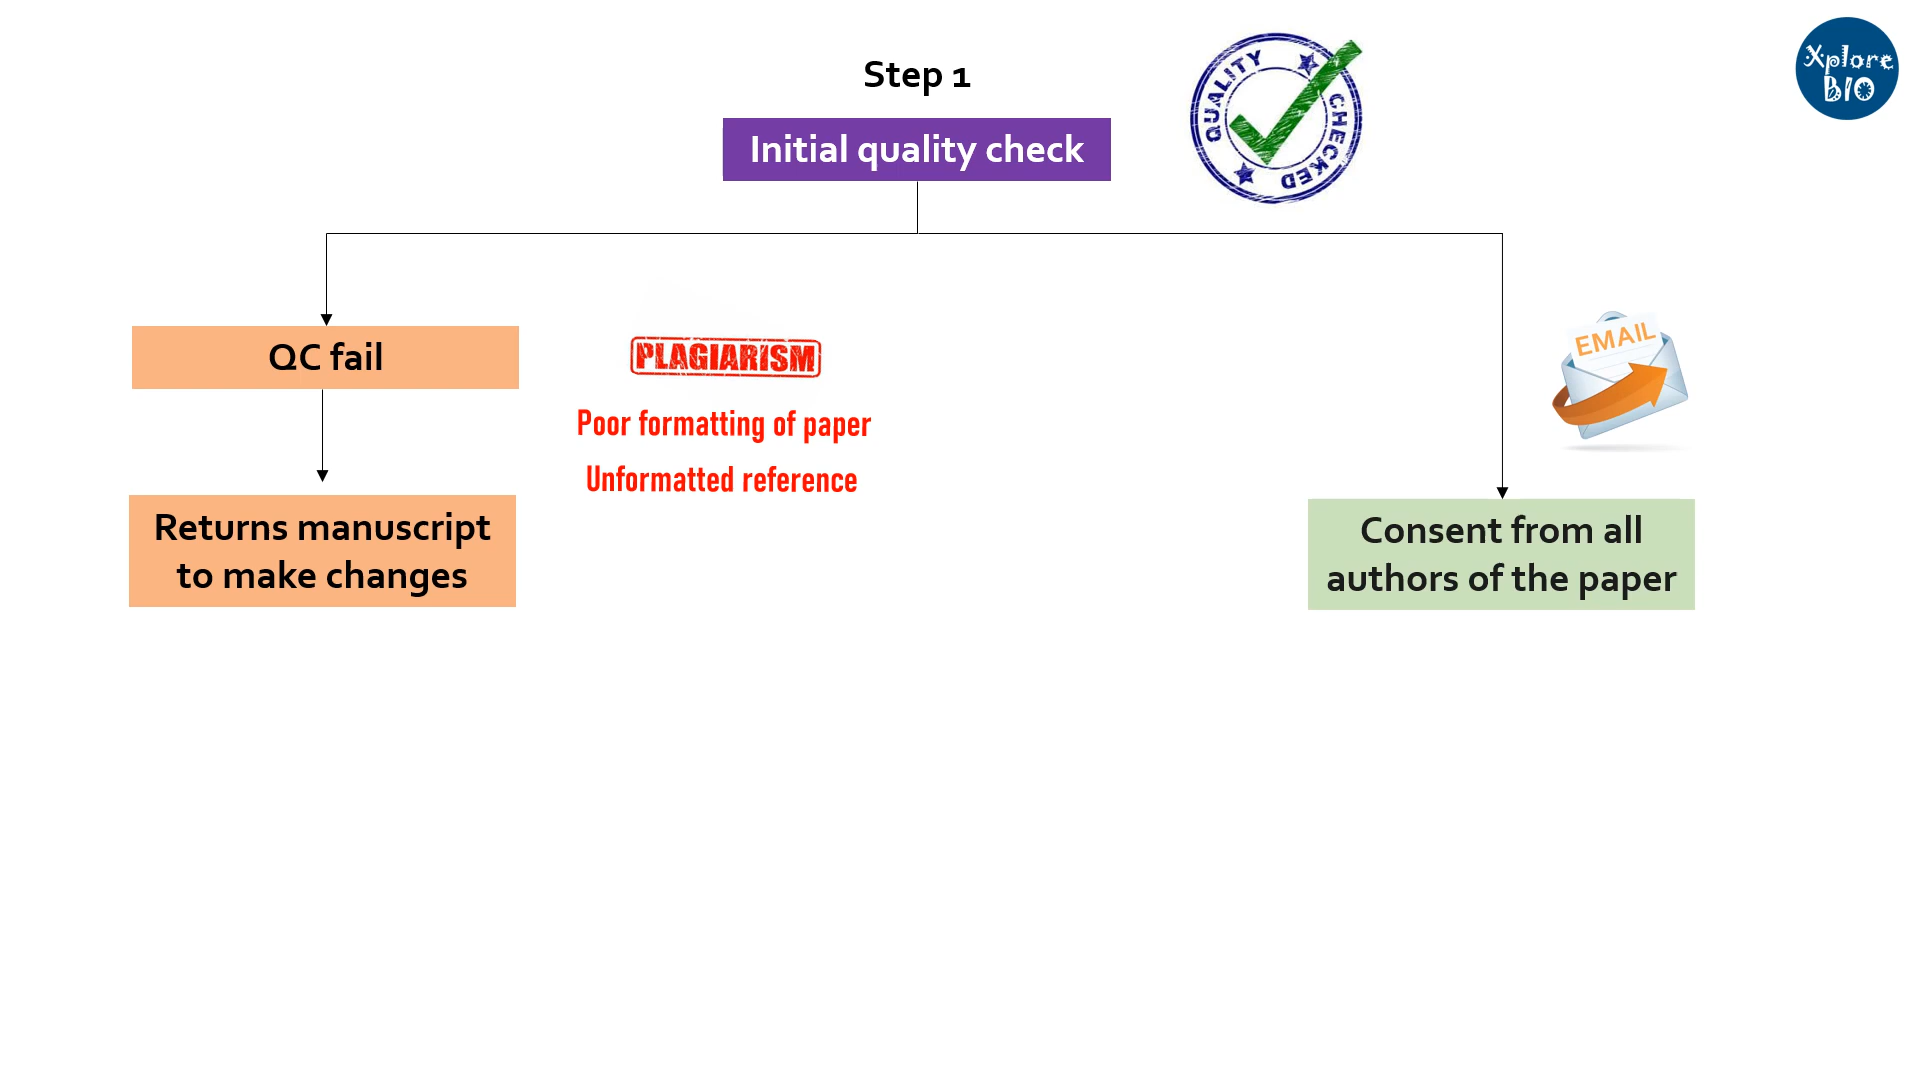 Step 1
Xplore
BIO
Initial quality check
QUALITY
CHECKED
QC fail
PLAGIARISM
EMAIL
Poor formatting of paper
Unformatted reference
Returns manuscript
to make changes
Consent from all
authors of the paper